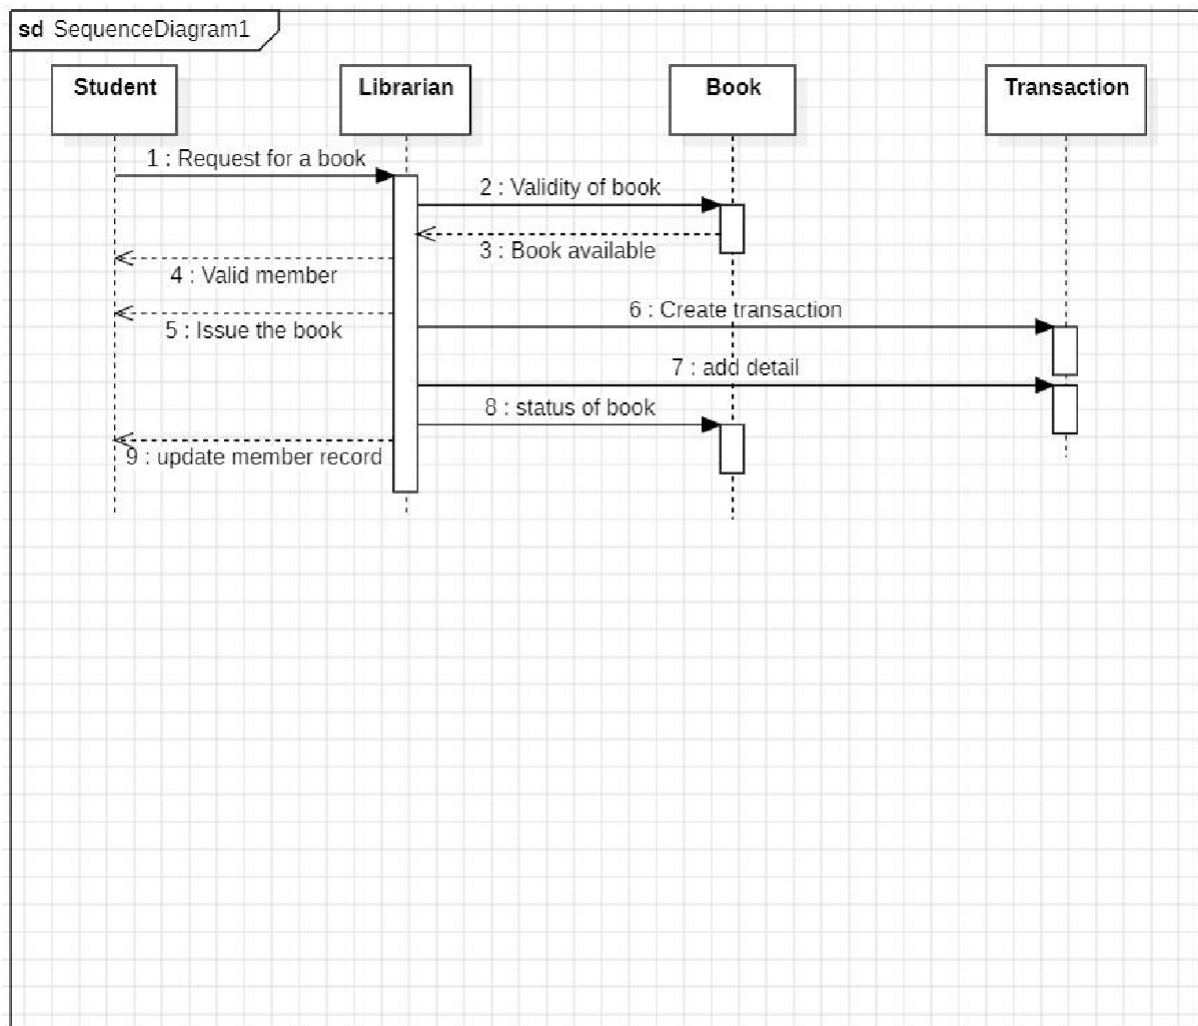 sd SequenceDiagram1
Student
Librarian
Book
Transaction
1 : Request for a book
2 : Validity of book
3 : Book available
4 : Valid member
5 : Issue the book
6 : Create transaction
7 : add detail
8 : status of book
9 : update member record